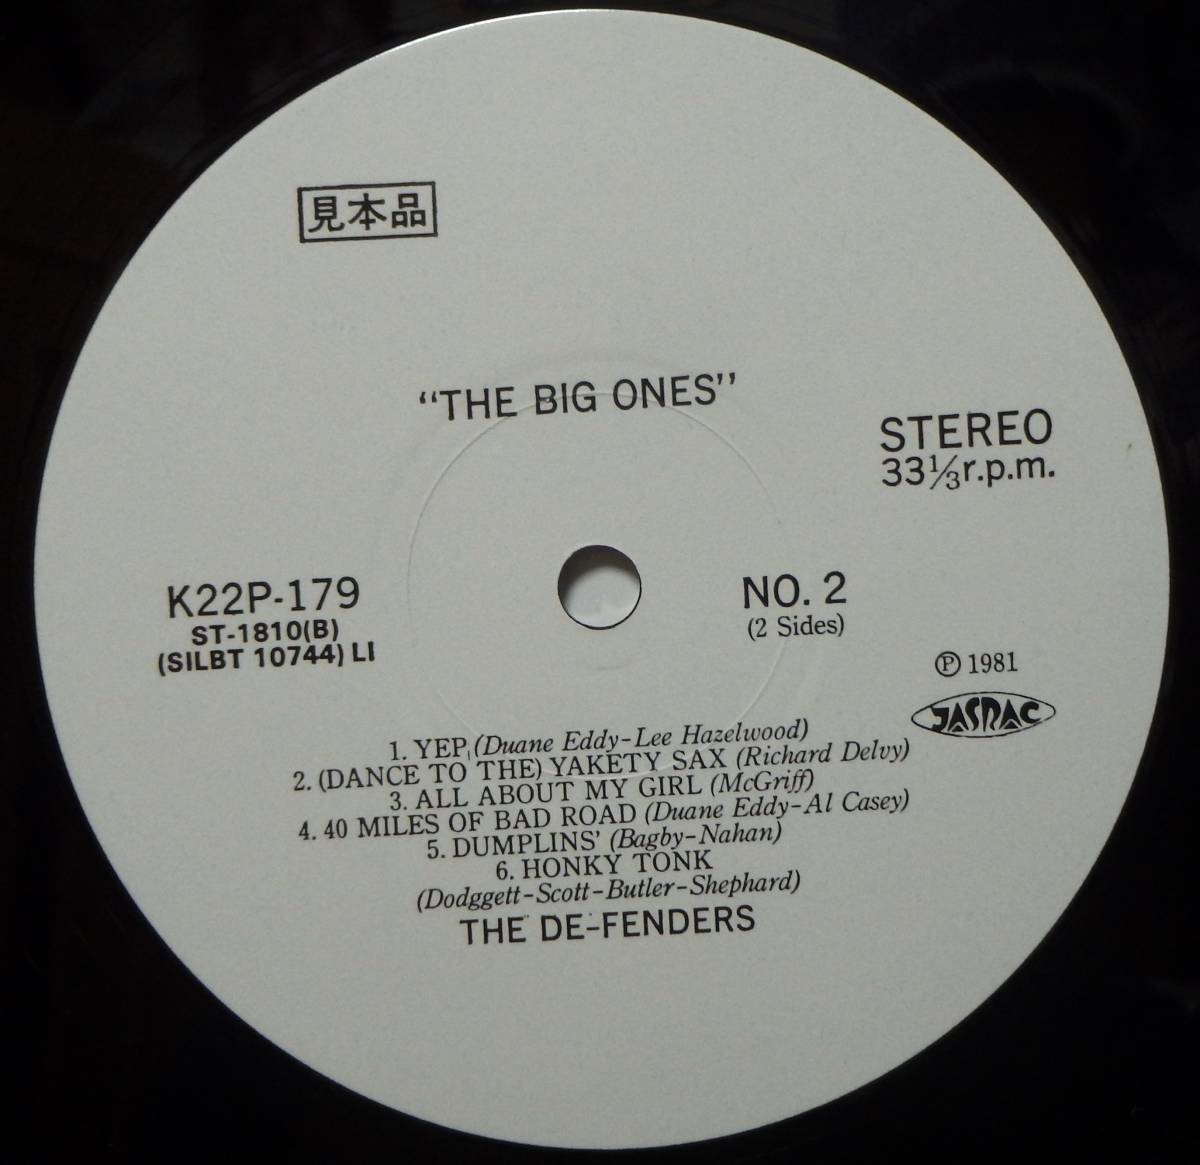 見本品
“THE BIG ONES”
STEREO
33⅓r.p.m.
K22P-179
ST-1810(B)
(SILBT 10744) LI
NO. 2
(2 Sides)
Ⓟ 1981
JASRAC
1. YEP (Duane Eddy-Lee Hazelwood)
2. (DANCE TO THE) YAKETY SAX (Richard Delvy)
3. ALL ABOUT MY GIRL (McGriff)
4. 40 MILES OF BAD ROAD (Duane Eddy-Al Casey)
5. DUMPLINS' (Bagby-Nahan)
6. HONKY TONK
(Dodggett-Scott-Butler-Shephard)
THE DE-FENDERS